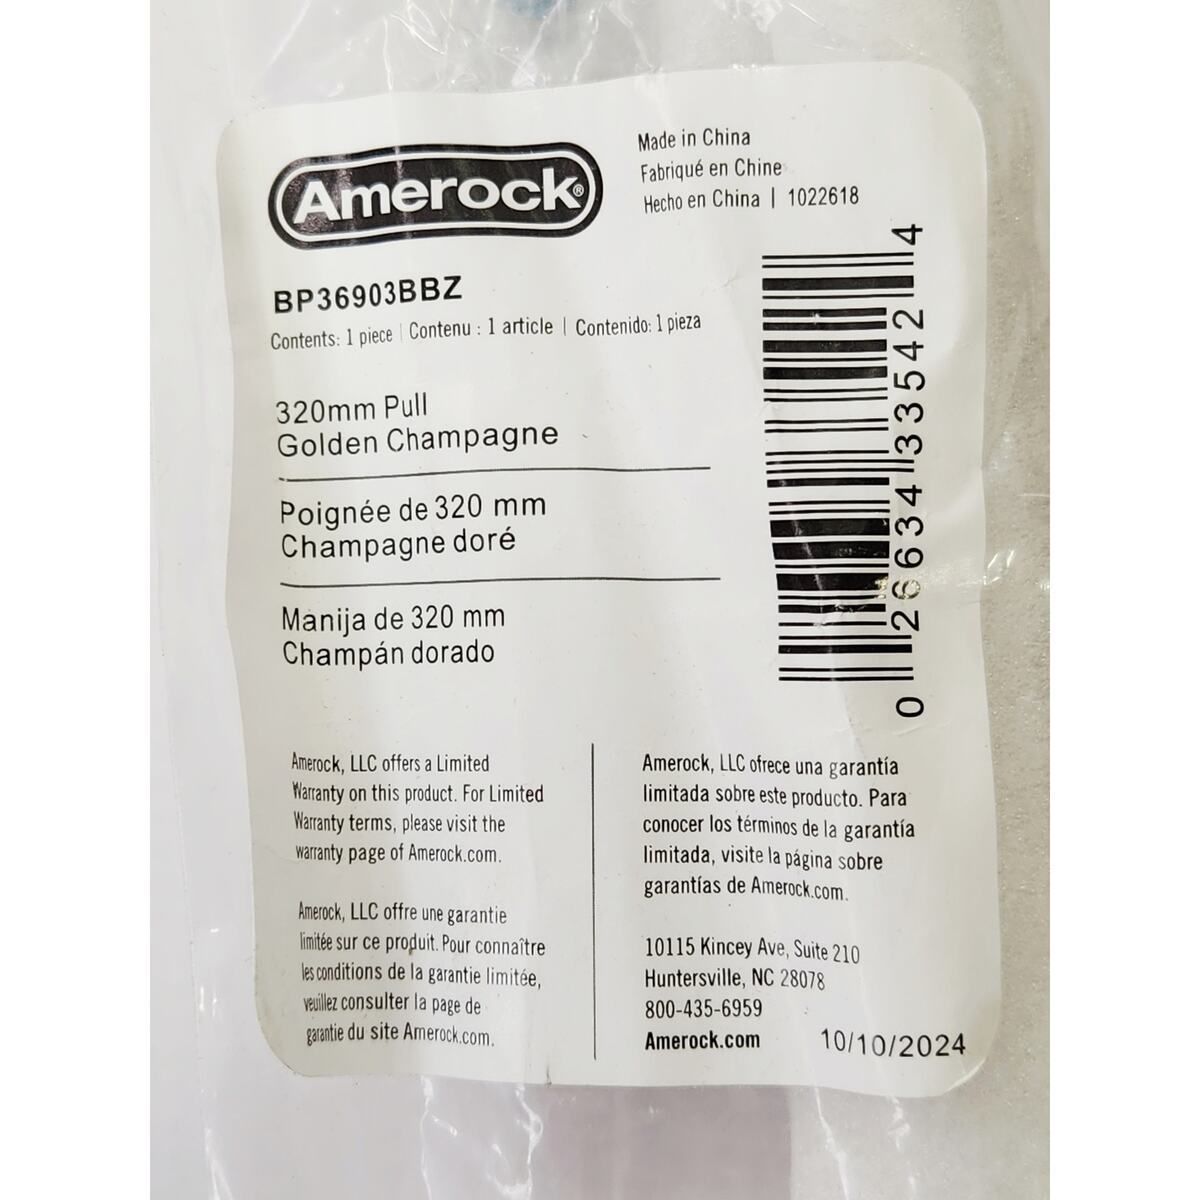 Amerock®
Made in China
Fabriqué en Chine
Hecho en China | 1022618
BP36903BBZ
Contents: 1 piece | Contenu : 1 article | Contenido: 1 pieza
320mm Pull
Golden Champagne
Poignée de 320 mm
Champagne doré
Manija de 320 mm
Champán dorado
0 26634 33542 4
Amerock, LLC offers a Limited
Warranty on this product. For Limited
Warranty terms, please visit the
warranty page of Amerock.com.
Amerock, LLC offre une garantie
limitée sur ce produit. Pour connaître
les conditions de la garantie limitée,
veuillez consulter la page de
garantie du site Amerock.com.
Amerock, LLC ofrece una garantía
limitada sobre este producto. Para
conocer los términos de la garantía
limitada, visite la página sobre
garantías de Amerock.com.
10115 Kincey Ave, Suite 210
Huntersville, NC 28078
800-435-6959
Amerock.com
10/10/2024